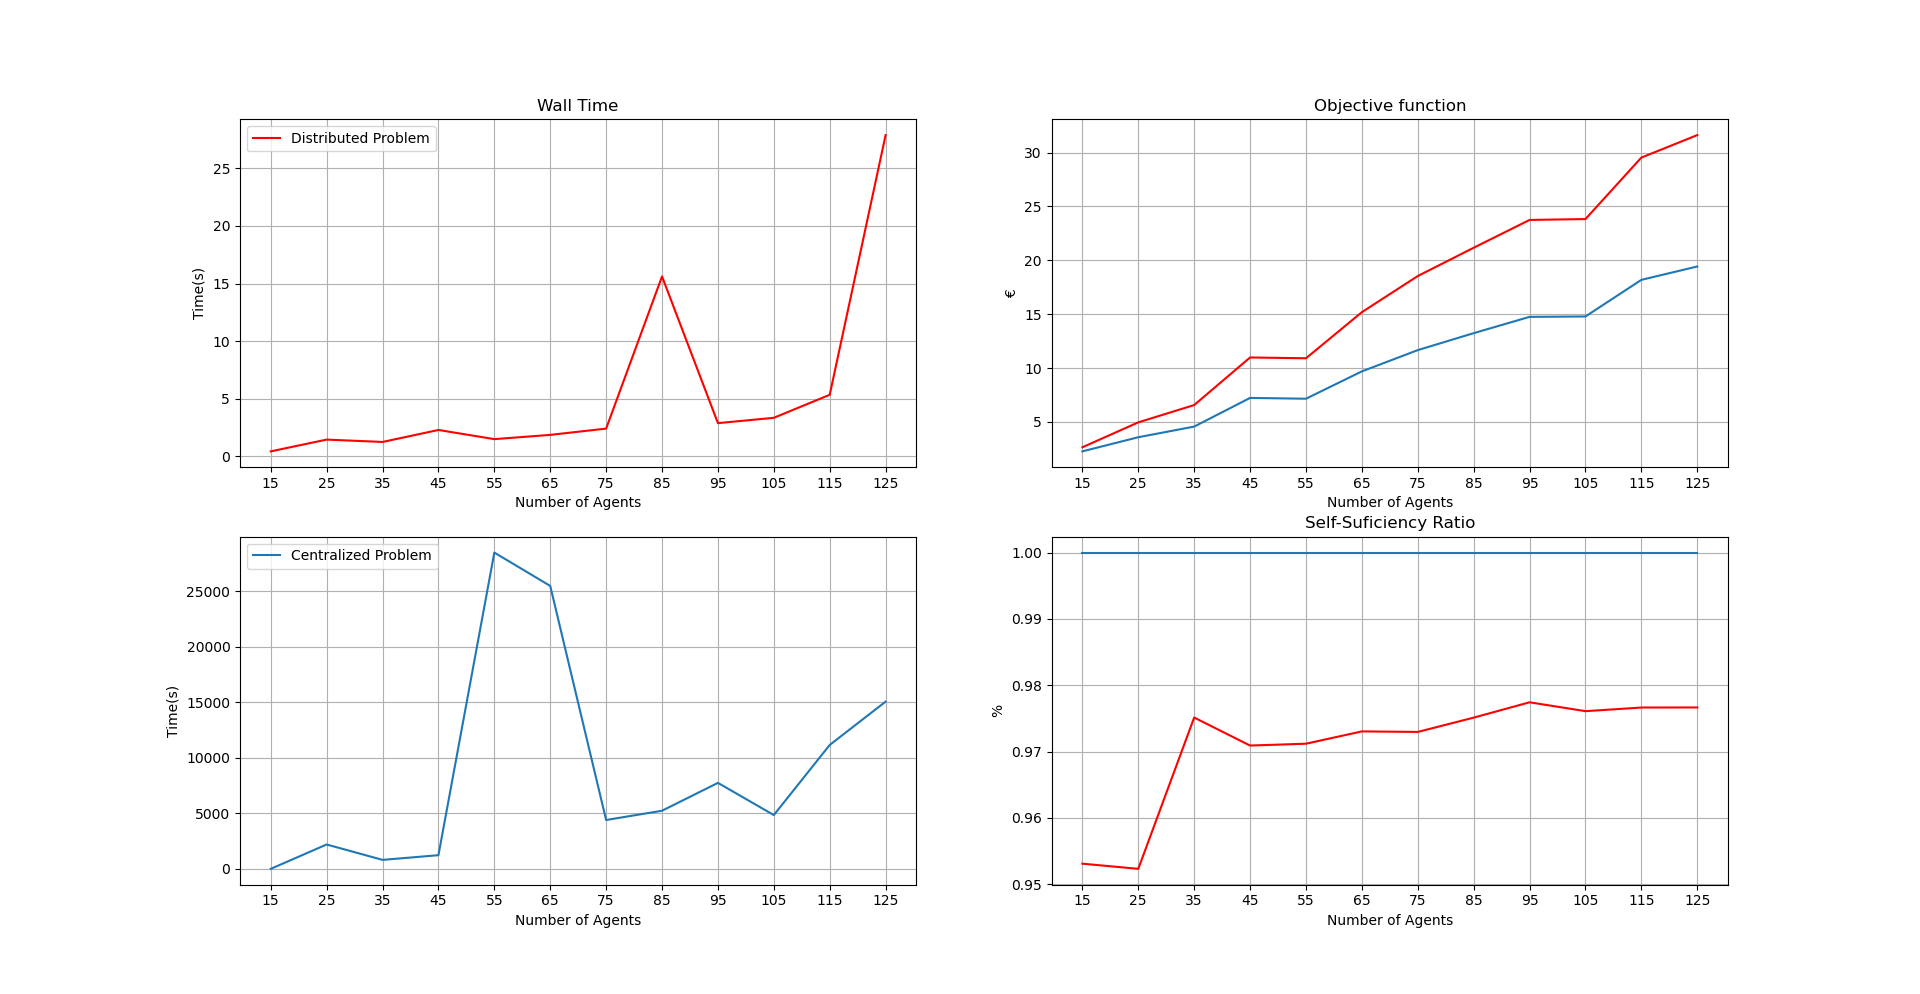 Wall Time
Distributed Problem
Time(s)
25
20
15
10
5
0
15 25 35 45 55 65 75 85 95 105 115 125
Number of Agents
Objective function
€
30
25
20
15
10
5
15 25 35 45 55 65 75 85 95 105 115 125
Number of Agents
Centralized Problem
Time(s)
25000
20000
15000
10000
5000
0
15 25 35 45 55 65 75 85 95 105 115 125
Number of Agents
Self-Suficiency Ratio
%
1.00
0.99
0.98
0.97
0.96
0.95
15 25 35 45 55 65 75 85 95 105 115 125
Number of Agents